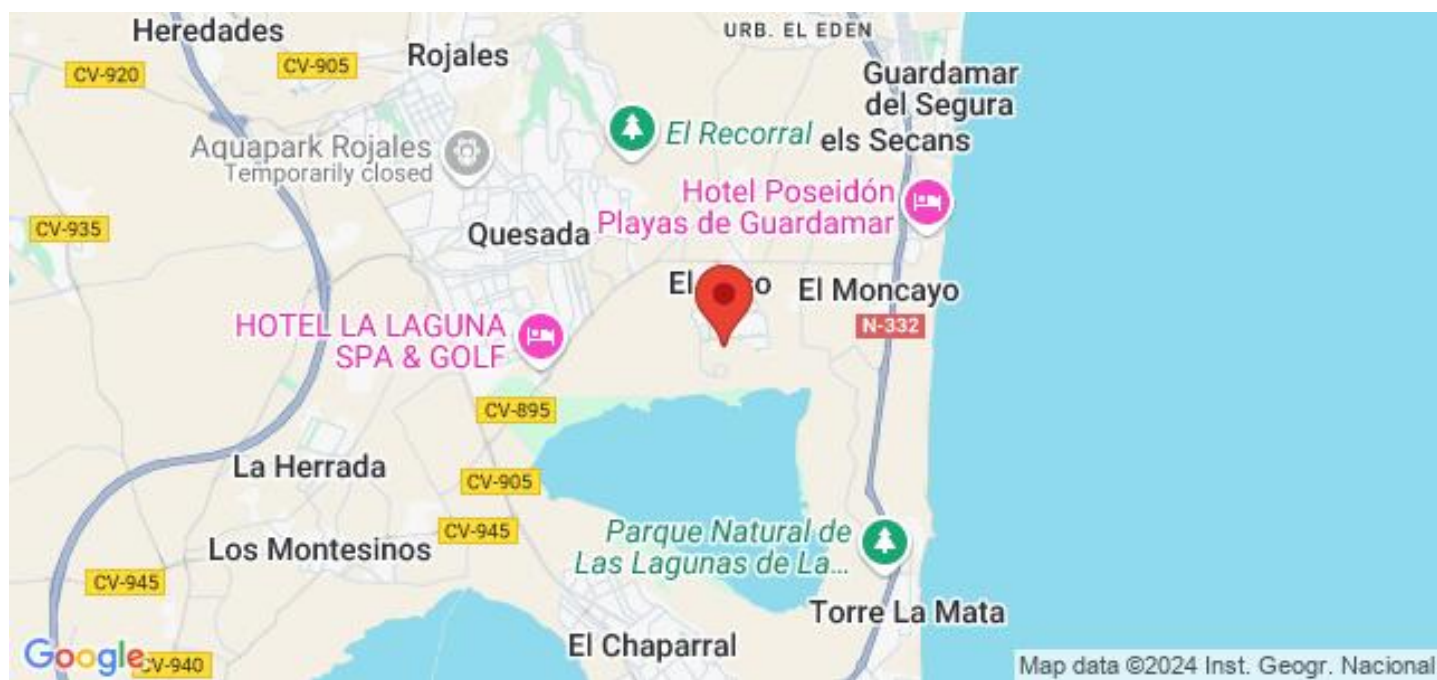 URB. EL EDEN
Heredades
Rojales
CV-905
CV-920
Guardamar
del Segura
El Recorral
els Secans
Aquapark Rojales
Temporarily closed
Hotel Poseidón
Playas de Guardamar
CV-935
Quesada
El
o
El Moncayo
HOTEL LA LAGUNA
SPA & GOLF
N-332
CV-895
La Herrada
CV-905
CV-945
Parque Natural de
Las Lagunas de La...
Los Montesinos
CV-945
Torre La Mata
El Chaparral
Google
CV-940
Map data ©2024 Inst. Geogr. Nacional